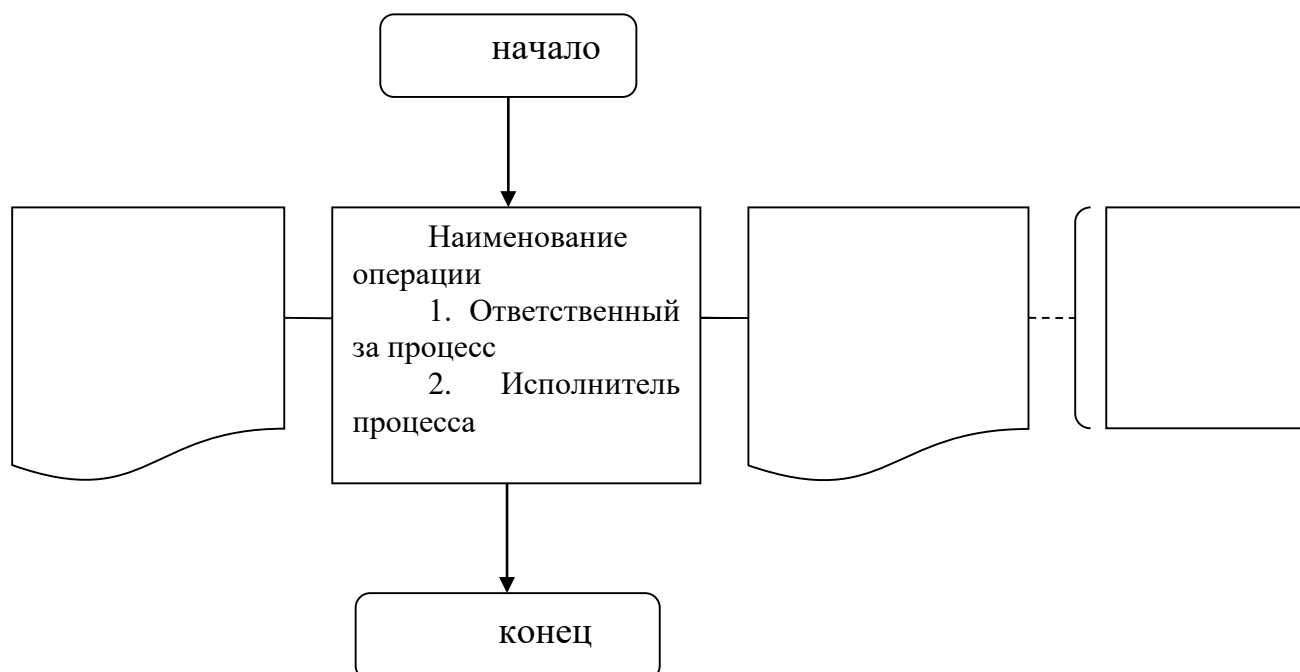 начало
Наименование
операции
1. Ответственный
за процесс
2. Исполнитель
процесса
конец